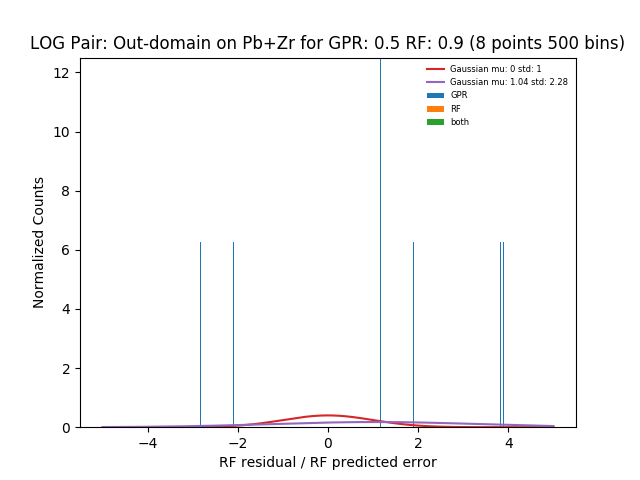 LOG Pair: Out-domain on Pb+Zr for GPR: 0.5 RF: 0.9 (8 points 500 bins)
Gaussian mu: 0 std: 1
Gaussian mu: 1.04 std: 2.28
GPR
RF
both
12
10
8
6
4
2
0
Normalized Counts
−4 −2 0 2 4
RF residual / RF predicted error